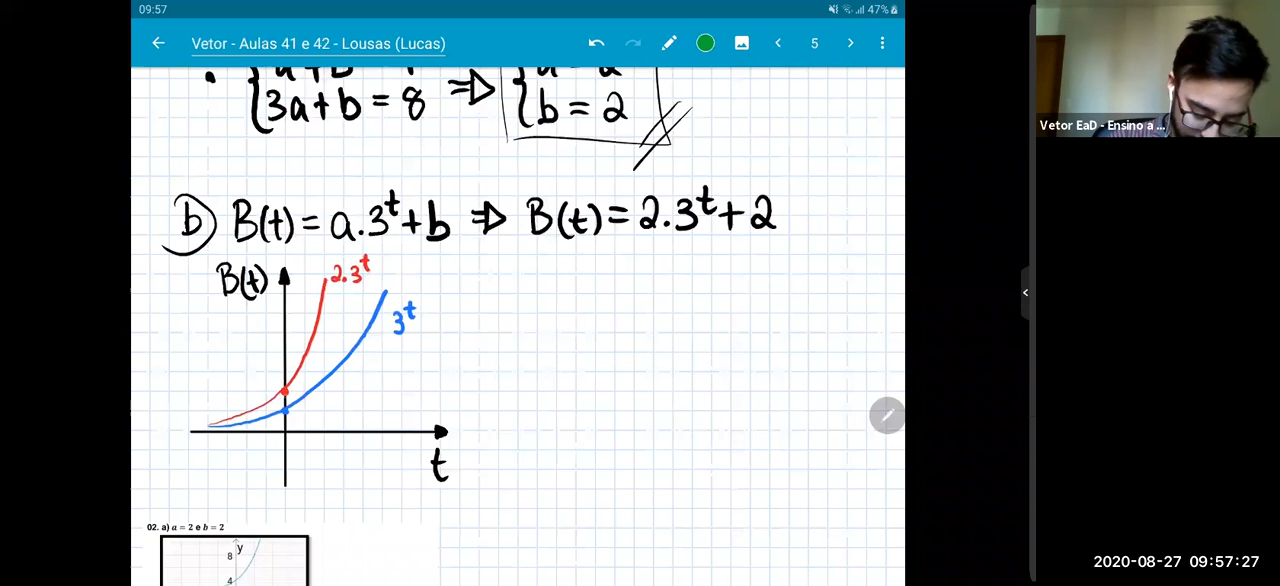 09:57
47%
Vetor - Aulas 41 e 42 - Lousas (Lucas)
5
3a+b = 8 ⇒ b = 2
b) B(t) = a.3^t + b ⇒ B(t) = 2.3^t + 2
B(t)
2.3^t
3^t
t
02. a) a = 2 e b = 2
y
8
4
Vetor EaD - Ensino a ...
2020-08-27 09:57:27